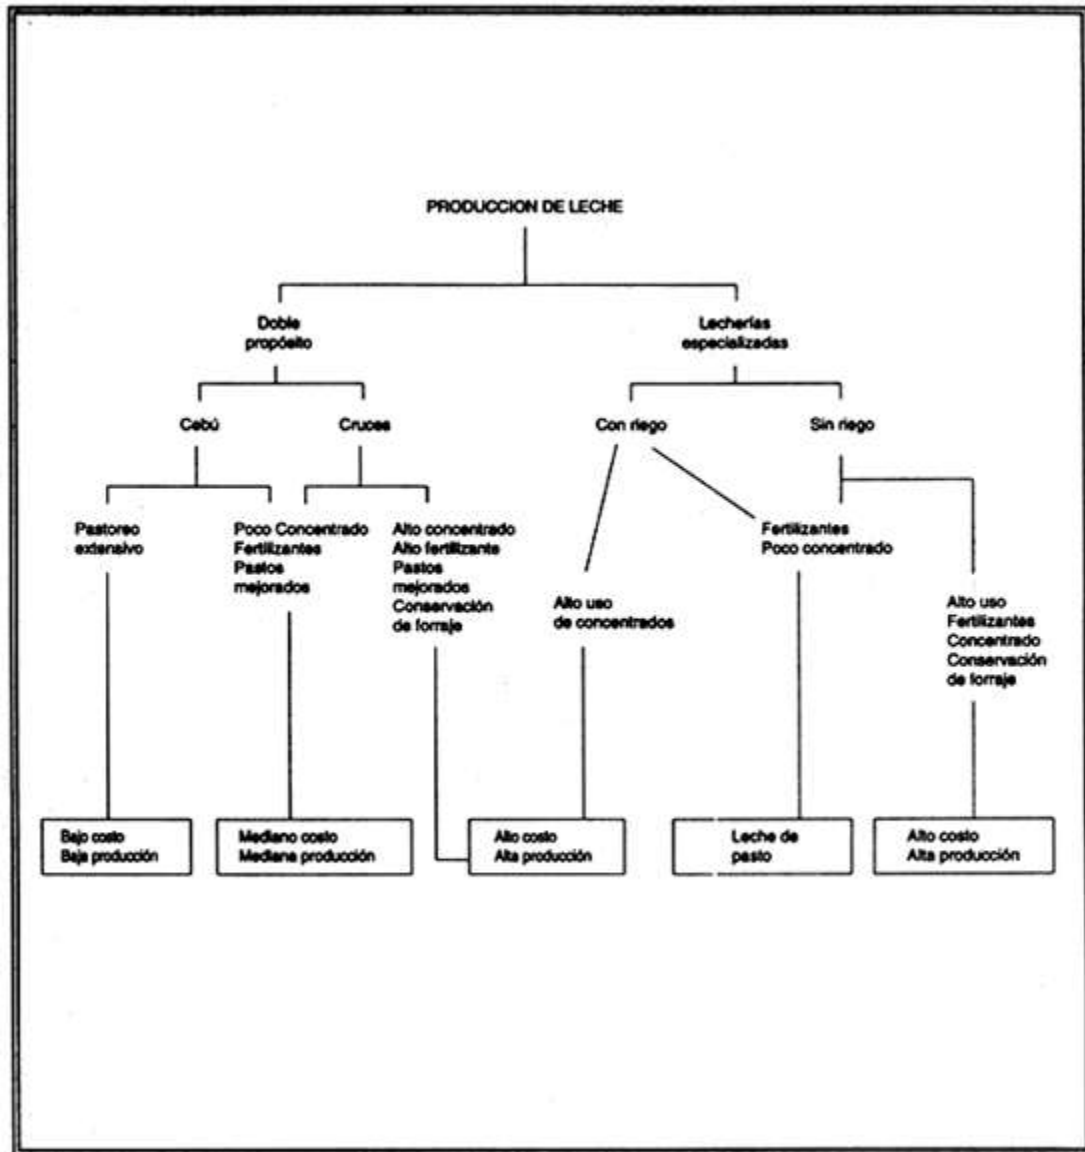 PRODUCCION DE LECHE
Doble
propósito
Lecherías
especializadas
Cebú
Cruces
Con riego
Sin riego
Pastoreo
extensivo
Poco Concentrado
Fertilizantes
Pastos
mejorados
Alto concentrado
Alto fertilizante
Pastos
mejorados
Conservación
de forraje
Alto uso
de concentrados
Fertilizantes
Poco concentrado
Alto uso
Fertilizantes
Concentrado
Conservación
de forraje
Bajo costo
Baja producción
Mediano costo
Mediana producción
Alto costo
Alta producción
Leche de
pasto
Alto costo
Alta producción